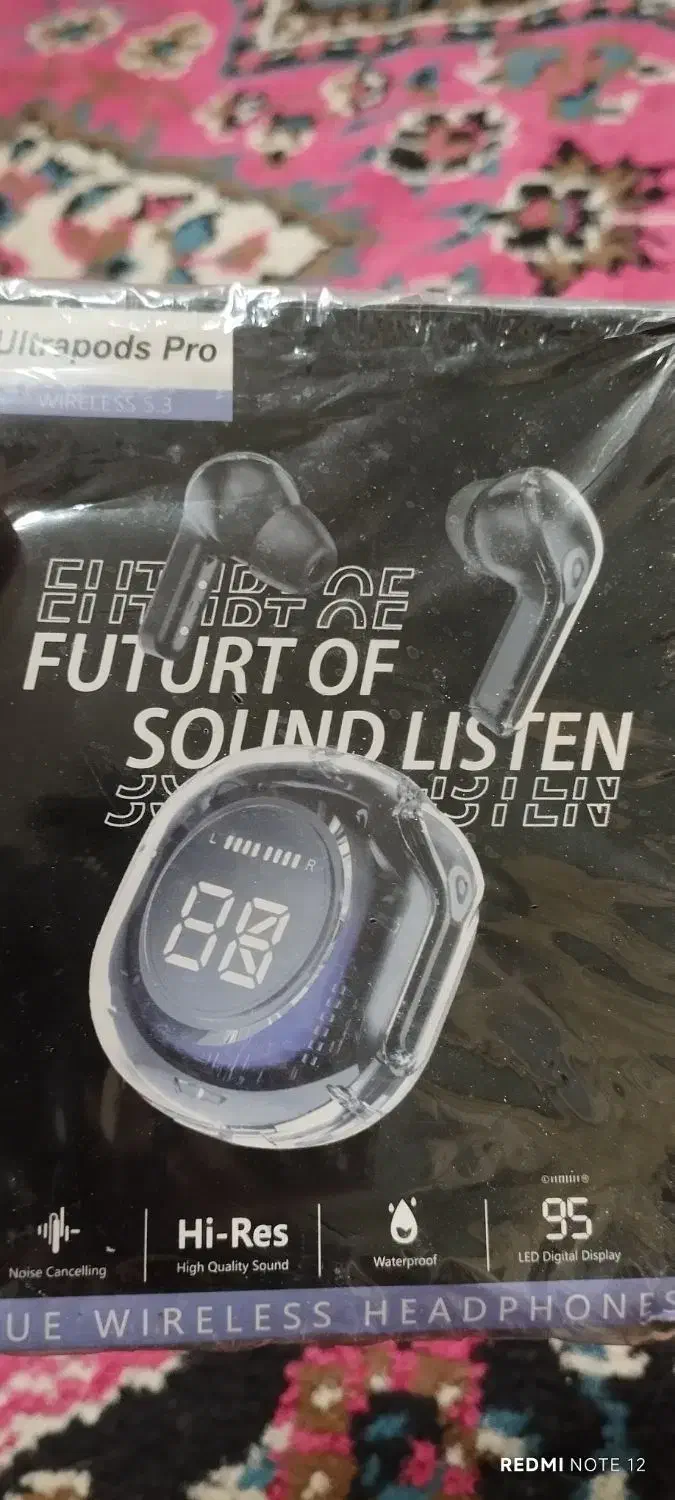 Ultrapods Pro
WIRELESS 5.3
FUTURT OF
SOUND LISTEN
L R
88
Hi-Res
95
Noise Cancelling
High Quality Sound
Waterproof
LED Digital Display
UE WIRELESS HEADPHONES
REDMI NOTE 12